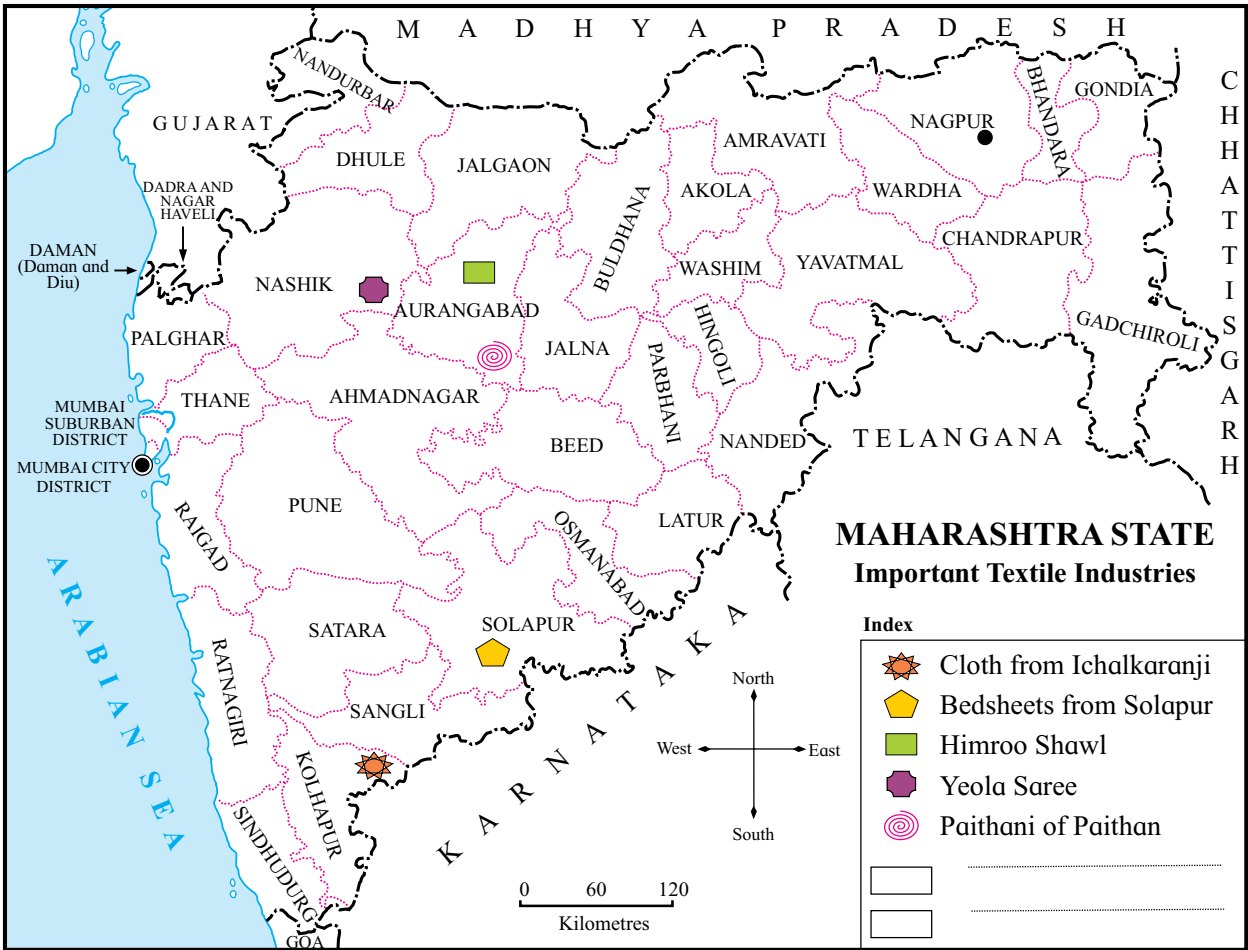 M A D H Y A P R A D E S H
CHHATTISGARH
GUJARAT
NANDURBAR
DHULE
JALGAON
AMRAVATI
NAGPUR
BHANDARA
GONDIA
DADRA AND
NAGAR
HAVELI
DAMAN
(Daman and
Diu)
NASHIK
AURANGABAD
BULDHANA
AKOLA
WASHIM
WARDHA
YAVATMAL
CHANDRAPUR
GADCHIROLI
PALGHAR
THANE
AHMADNAGAR
JALNA
PARBHANI
HINGOLI
MUMBAI
SUBURBAN
DISTRICT
MUMBAI CITY
DISTRICT
BEED
NANDED
TELANGANA
RAIGAD
PUNE
OSMANABAD
LATUR
SATARA
SOLAPUR
RATNAGIRI
SANGLI
KOLHAPUR
SINDHUDURG
GOA
ARABIAN SEA
KARNATAKA
MAHARASHTRA STATE
Important Textile Industries
North
West
East
South
0 60 120
Kilometres
Index
Cloth from Ichalkaranji
Bedsheets from Solapur
Himroo Shawl
Yeola Saree
Paithani of Paithan